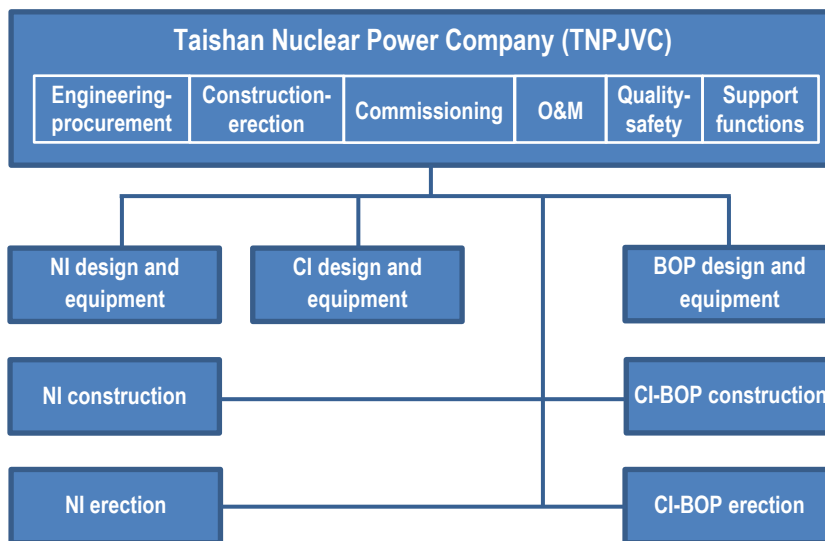 Taishan Nuclear Power Company (TNPJVC)
Engineering-
procurement
Construction-
erection
Commissioning
O&M
Quality-
safety
Support
functions
NI design and
equipment
CI design and
equipment
BOP design and
equipment
NI construction
CI-BOP construction
NI erection
CI-BOP erection